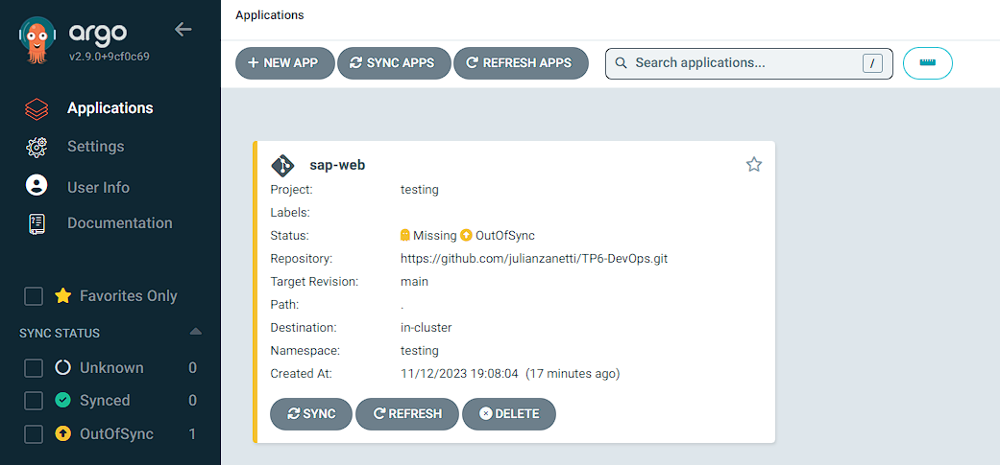 argo
v2.9.0+9cf0c69
Applications
Settings
User Info
Documentation
Favorites Only
SYNC STATUS
Unknown 0
Synced 0
OutOfSync 1
Applications
+ NEW APP SYNC APPS REFRESH APPS Search applications... /
sap-web
Project: testing
Labels:
Status: Missing OutOfSync
Repository: https://github.com/julianzanetti/TP6-DevOps.git
Target Revision: main
Path: .
Destination: in-cluster
Namespace: testing
Created At: 11/12/2023 19:08:04 (17 minutes ago)
SYNC REFRESH DELETE